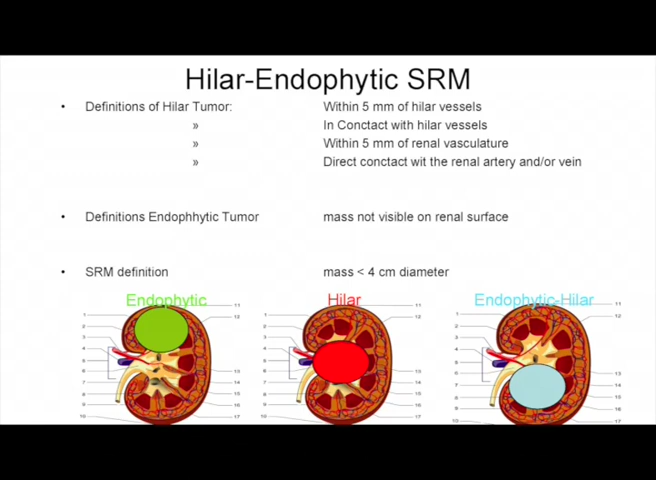 Hilar-Endophytic SRM
• Definitions of Hilar Tumor: Within 5 mm of hilar vessels
» In Conctact with hilar vessels
» Within 5 mm of renal vasculature
» Direct conctact wit the renal artery and/or vein
• Definitions Endophhytic Tumor mass not visible on renal surface
• SRM definition mass < 4 cm diameter
Endophytic Hilar Endophytic-Hilar